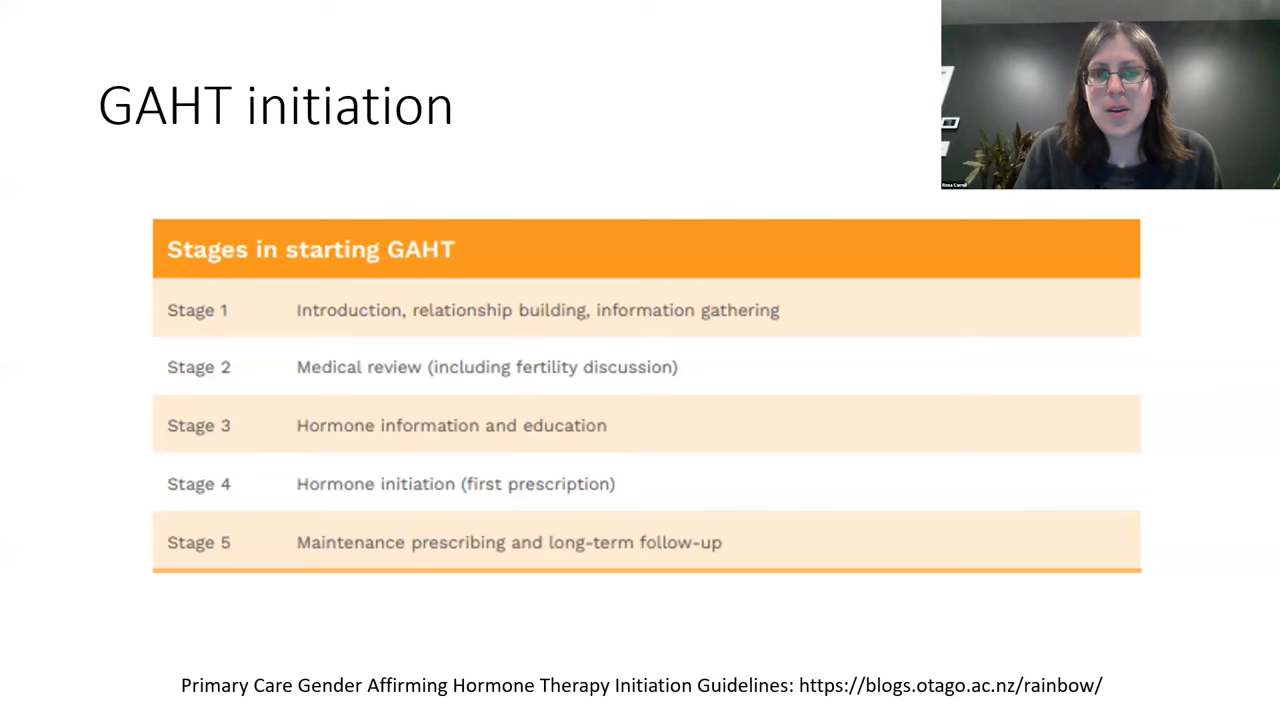 GAHT initiation
Rosa Carroll
Stages in starting GAHT
Stage 1 Introduction, relationship building, information gathering
Stage 2 Medical review (including fertility discussion)
Stage 3 Hormone information and education
Stage 4 Hormone initiation (first prescription)
Stage 5 Maintenance prescribing and long-term follow-up
Primary Care Gender Affirming Hormone Therapy Initiation Guidelines: https://blogs.otago.ac.nz/rainbow/